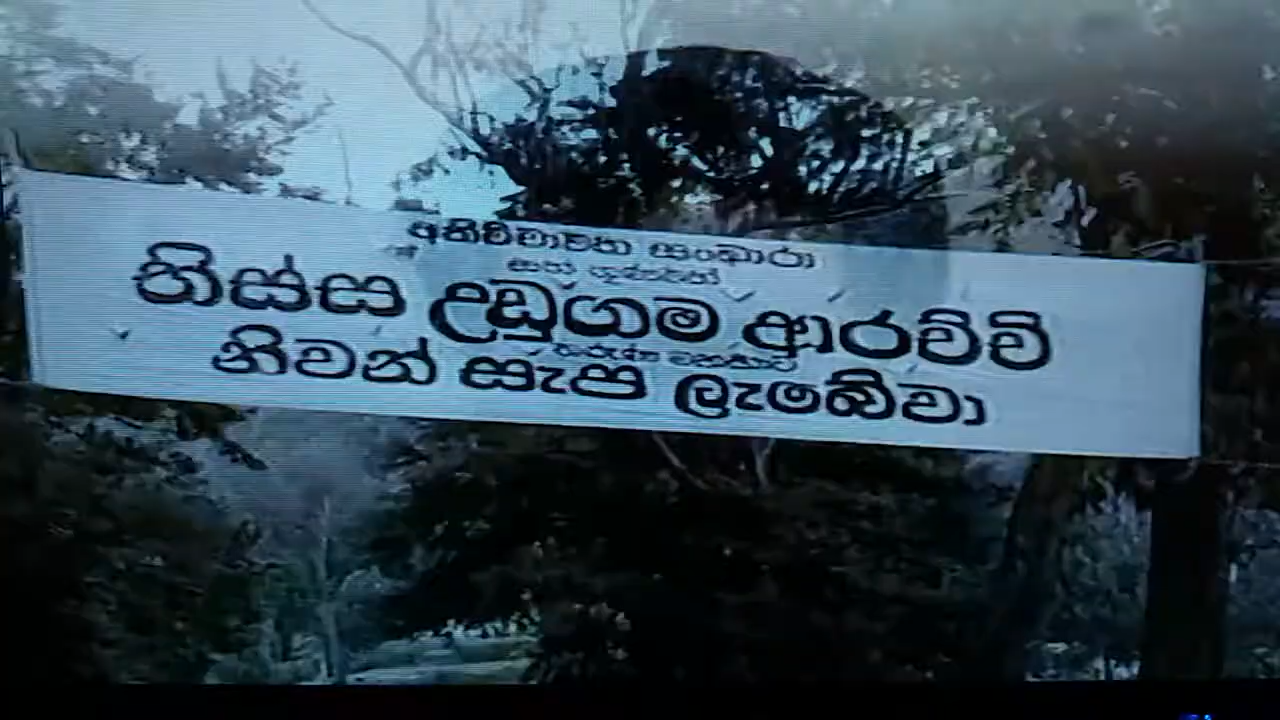 අනිච්චාවත සංඛාරා
තිස්ස උඩුගම ආරච්චි
නිවන් සැප ලැබේවා